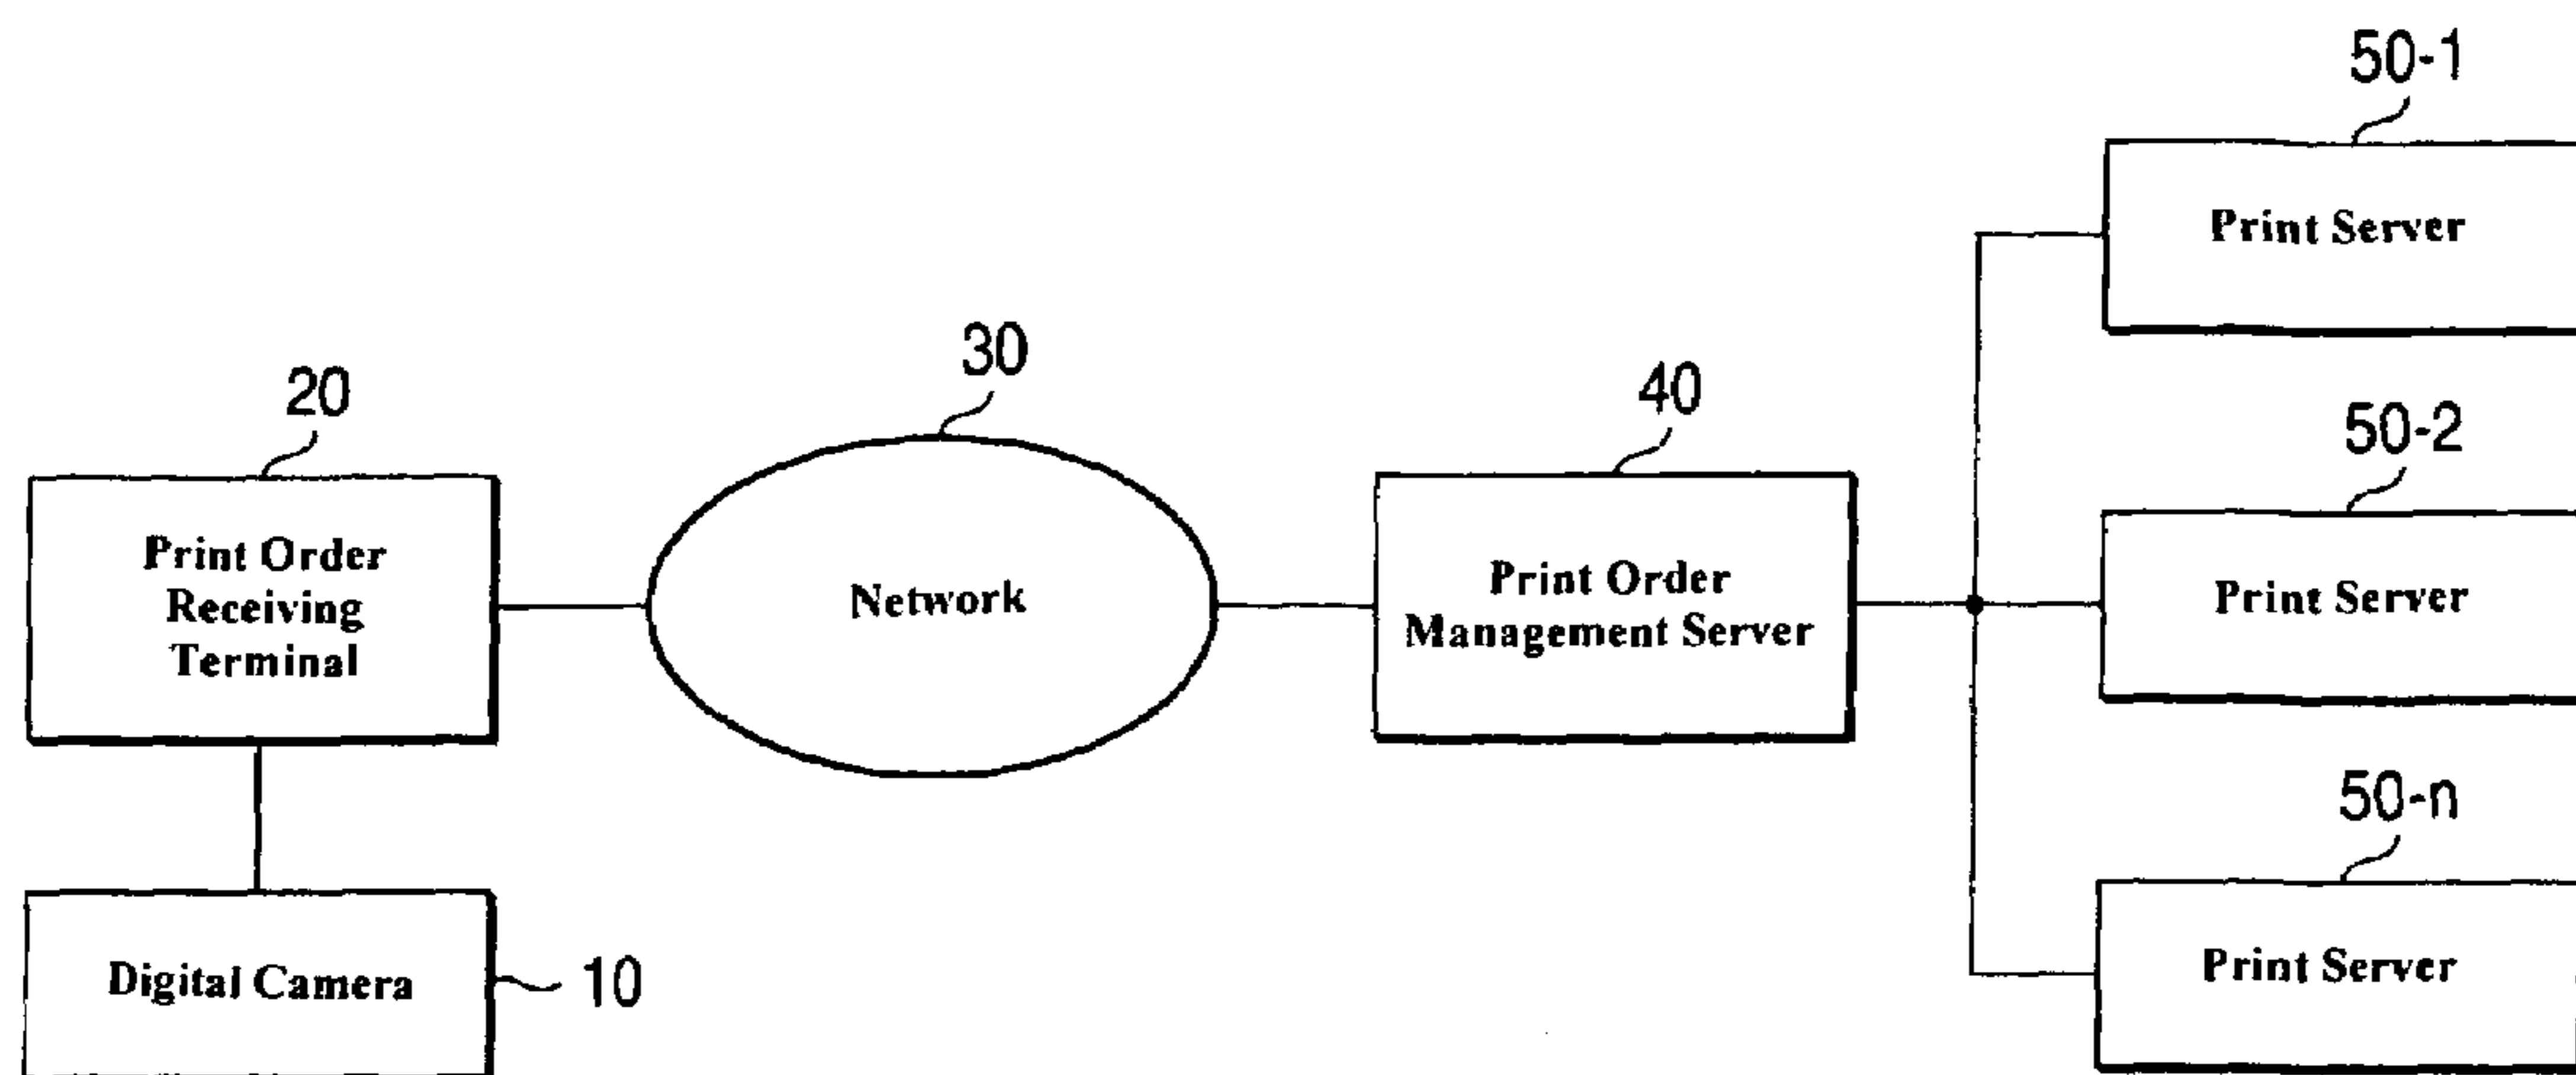 50-1
Print Server
30
20
40
50-2
Print Order
Receiving
Terminal
Network
Print Order
Management Server
Print Server
50-n
Digital Camera
10
Print Server